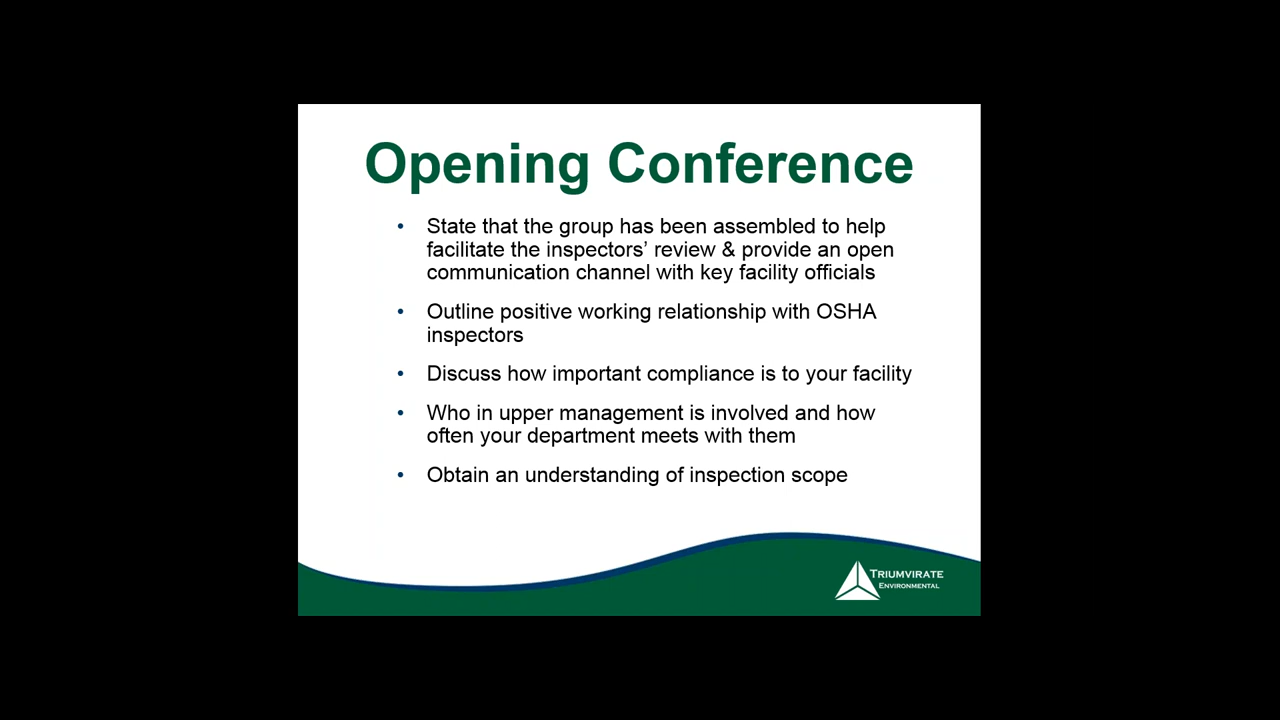 Opening Conference
• State that the group has been assembled to help
facilitate the inspectors’ review & provide an open
communication channel with key facility officials
• Outline positive working relationship with OSHA
inspectors
• Discuss how important compliance is to your facility
• Who in upper management is involved and how
often your department meets with them
• Obtain an understanding of inspection scope
TRIUMVIRATE
ENVIRONMENTAL